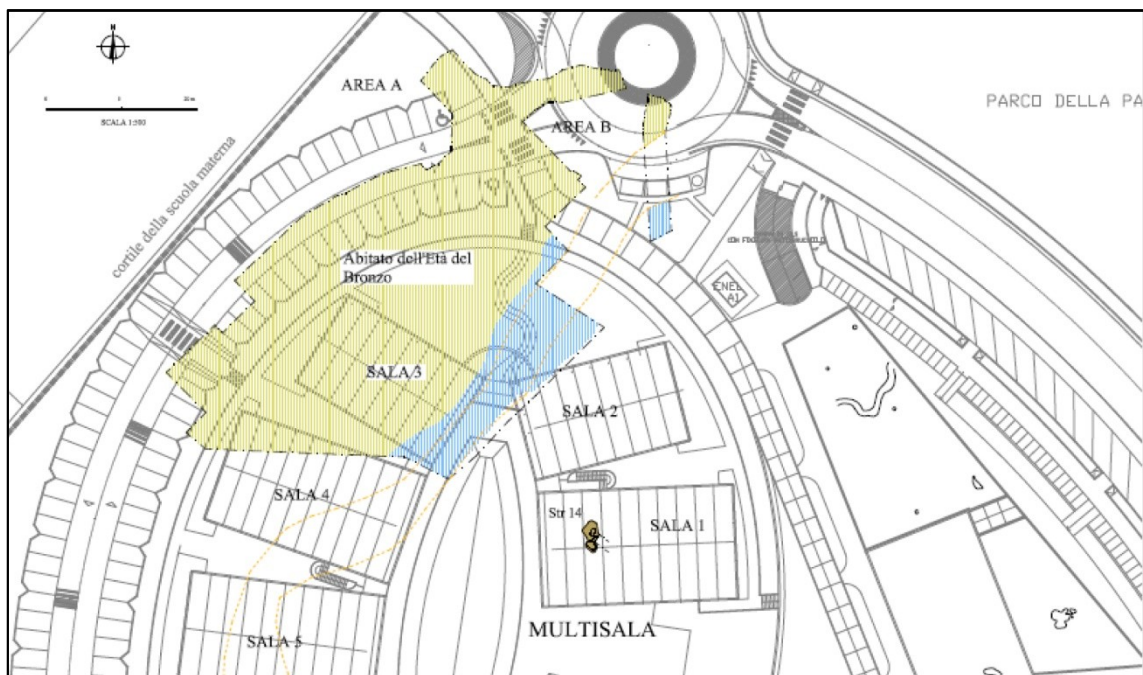 N
AREA A
0
SCALA 1:500
AREA B
PARCO DELLA PA
cortile della scuola materna
Abitato dell'Età del
Bronzo
ENEL
A1
SALA 3
SALA 2
SALA 4
Str 14
SALA 1
MULTISALA
SALA 5